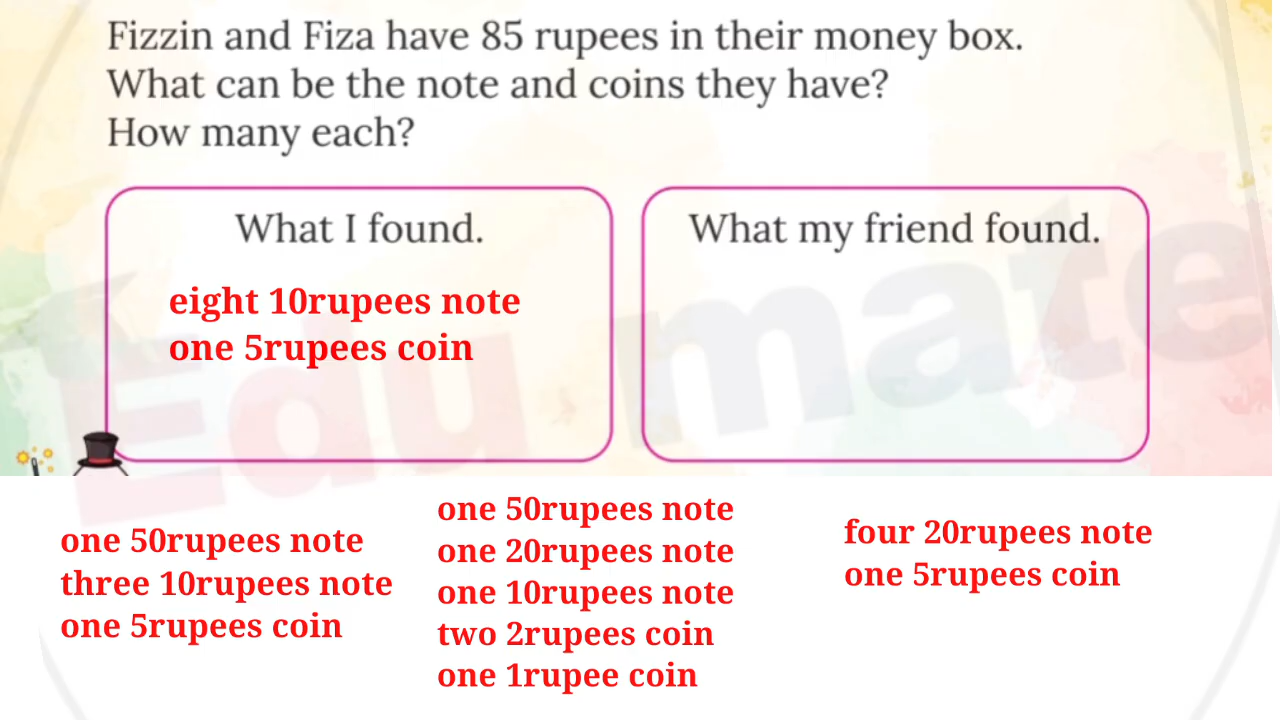 Fizzin and Fiza have 85 rupees in their money box.
What can be the note and coins they have?
How many each?
What I found.
eight 10rupees note
one 5rupees coin
What my friend found.
one 50rupees note
three 10rupees note
one 5rupees coin
one 50rupees note
one 20rupees note
one 10rupees note
two 2rupees coin
one 1rupee coin
four 20rupees note
one 5rupees coin
Edu mate